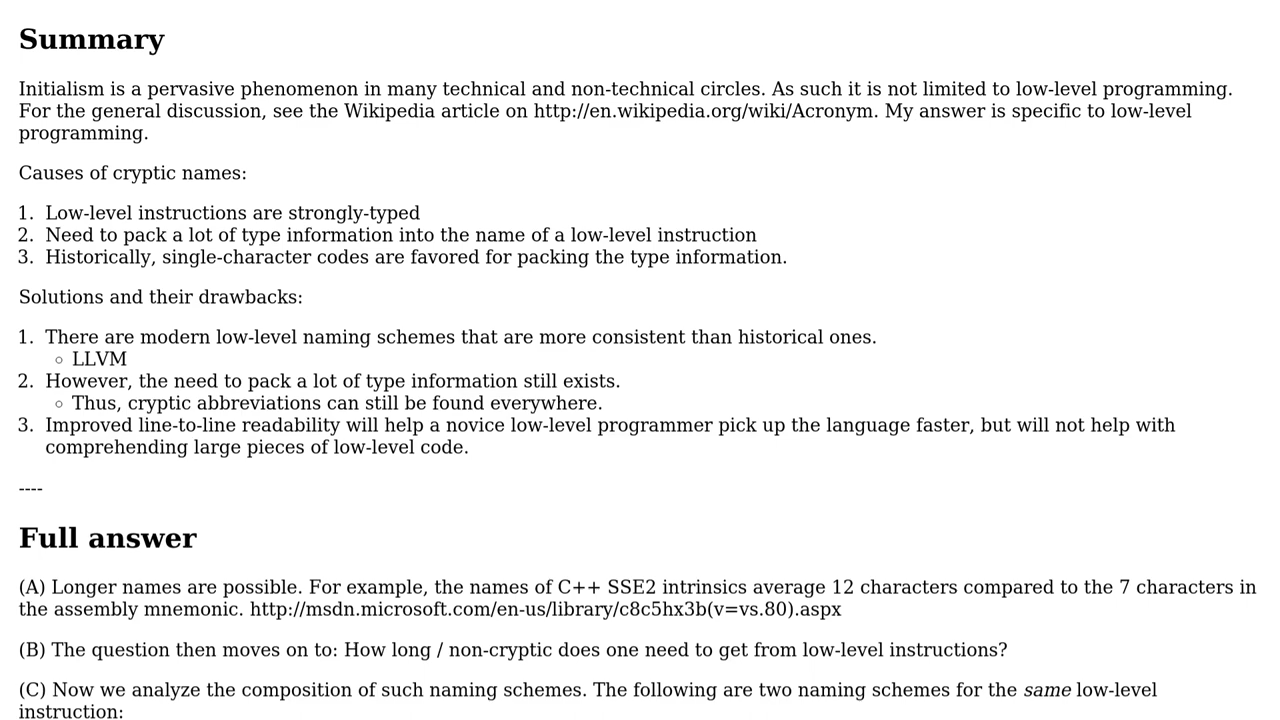 Summary
Initialism is a pervasive phenomenon in many technical and non-technical circles. As such it is not limited to low-level programming.
For the general discussion, see the Wikipedia article on http://en.wikipedia.org/wiki/Acronym. My answer is specific to low-level
programming.
Causes of cryptic names:
1. Low-level instructions are strongly-typed
2. Need to pack a lot of type information into the name of a low-level instruction
3. Historically, single-character codes are favored for packing the type information.
Solutions and their drawbacks:
1. There are modern low-level naming schemes that are more consistent than historical ones.
◦ LLVM
2. However, the need to pack a lot of type information still exists.
◦ Thus, cryptic abbreviations can still be found everywhere.
3. Improved line-to-line readability will help a novice low-level programmer pick up the language faster, but will not help with
comprehending large pieces of low-level code.
----
Full answer
(A) Longer names are possible. For example, the names of C++ SSE2 intrinsics average 12 characters compared to the 7 characters in
the assembly mnemonic. http://msdn.microsoft.com/en-us/library/c8c5hx3b(v=vs.80).aspx
(B) The question then moves on to: How long / non-cryptic does one need to get from low-level instructions?
(C) Now we analyze the composition of such naming schemes. The following are two naming schemes for the same low-level
instruction: